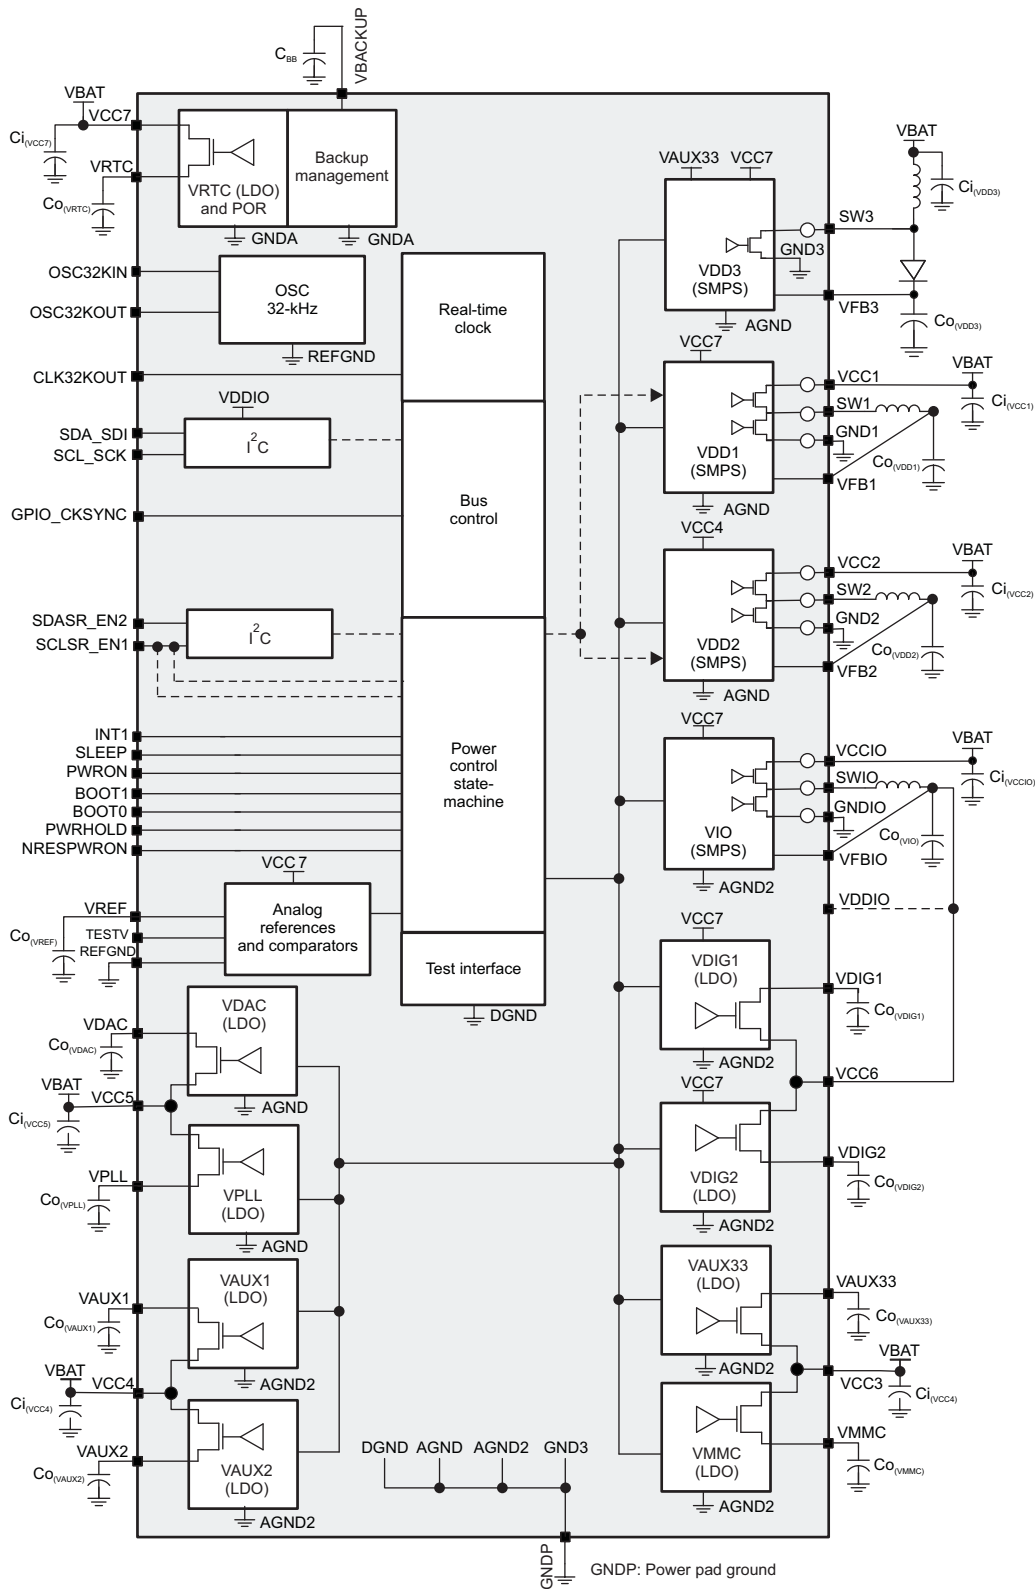 C BB
VBACKUP
VBAT
VCC7
Ci(VCC7)
VRTC
Co(VRTC)
VRTC (LDO)
and POR
Backup
management
GNDA
GNDA
OSC32KIN
OSC32KOUT
OSC
32-kHz
REFGND
CLK32KOUT
VDDIO
SDA_SDI
SCL_SCK
I2C
GPIO_CKSYNC
SDASR_EN2
SCLSR_EN1
I2C
INT1
SLEEP
PWRON
BOOT1
BOOT0
PWRHOLD
NRESPWRON
VCC7
VREF
TESTV
REFGND
Co(VREF)
Analog
references
and comparators
Real-time
clock
Bus
control
Power
control
state-
machine
Test interface
DGND
VDAC
Co(VDAC)
VDAC
(LDO)
AGND
VBAT
VCC5
Ci(VCC5)
VPLL
Co(VPLL)
VPLL
(LDO)
AGND
VAUX1
Co(VAUX1)
VAUX1
(LDO)
AGND2
VBAT
VCC4
Ci(VCC4)
VAUX2
Co(VAUX2)
VAUX2
(LDO)
AGND2
VAUX33
VCC7
VDD3
(SMPS)
GND3
AGND
SW3
VFB3
VBAT
Ci(VDD3)
Co(VDD3)
VCC7
VDD1
(SMPS)
AGND
VCC1
SW1
GND1
VFB1
VBAT
Ci(VCC1)
Co(VDD1)
VCC4
VDD2
(SMPS)
AGND
VCC2
SW2
GND2
VFB2
VBAT
Ci(VCC2)
Co(VDD2)
VCC7
VIO
(SMPS)
AGND2
VCCIO
SWIO
GNDIO
VFBIO
VBAT
Ci(VCCIO)
Co(VIO)
VDDIO
VCC7
VDIG1
(LDO)
AGND2
VDIG1
Co(VDIG1)
VCC6
VCC7
VDIG2
(LDO)
AGND2
VDIG2
Co(VDIG2)
VAUX33
(LDO)
AGND2
VAUX33
Co(VAUX33)
VBAT
VCC3
Ci(VCC4)
VMMC
(LDO)
AGND2
VMMC
Co(VMMC)
DGND AGND AGND2 GND3
GNDP
GNDP: Power pad ground